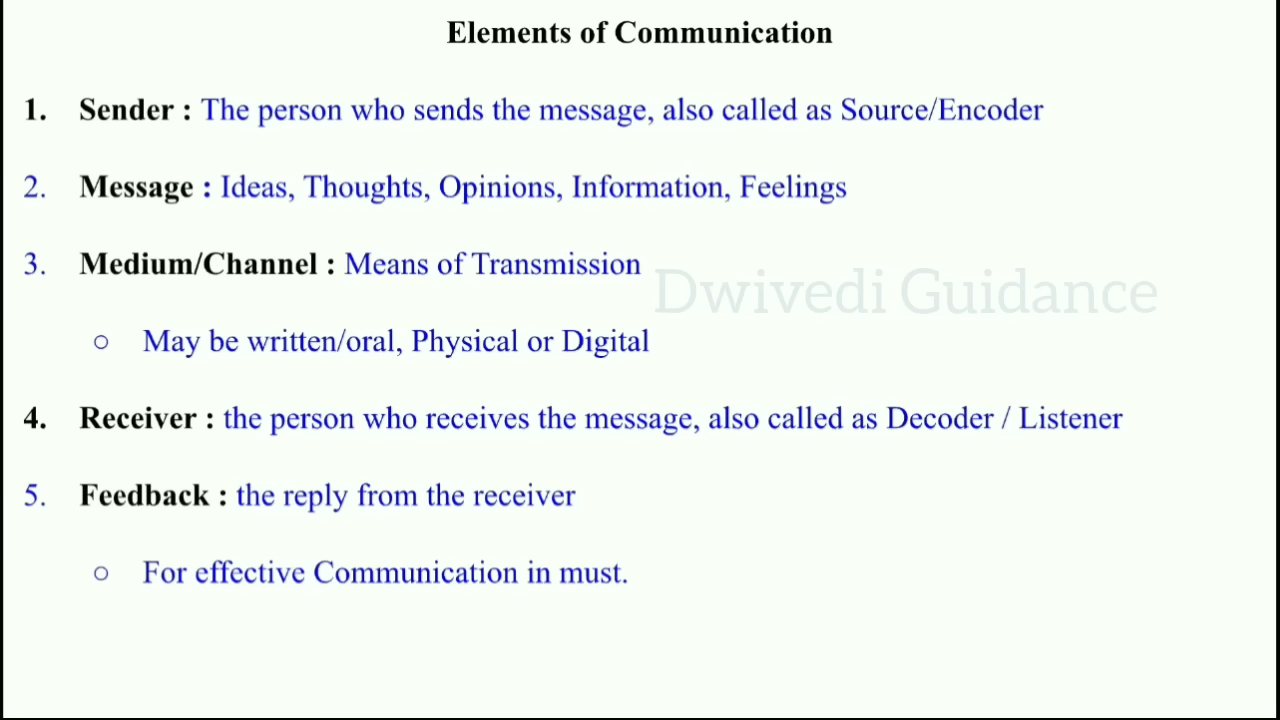 Elements of Communication
1. Sender : The person who sends the message, also called as Source/Encoder
2. Message : Ideas, Thoughts, Opinions, Information, Feelings
3. Medium/Channel : Means of Transmission
Dwivedi Guidance
○ May be written/oral, Physical or Digital
4. Receiver : the person who receives the message, also called as Decoder / Listener
5. Feedback : the reply from the receiver
○ For effective Communication in must.